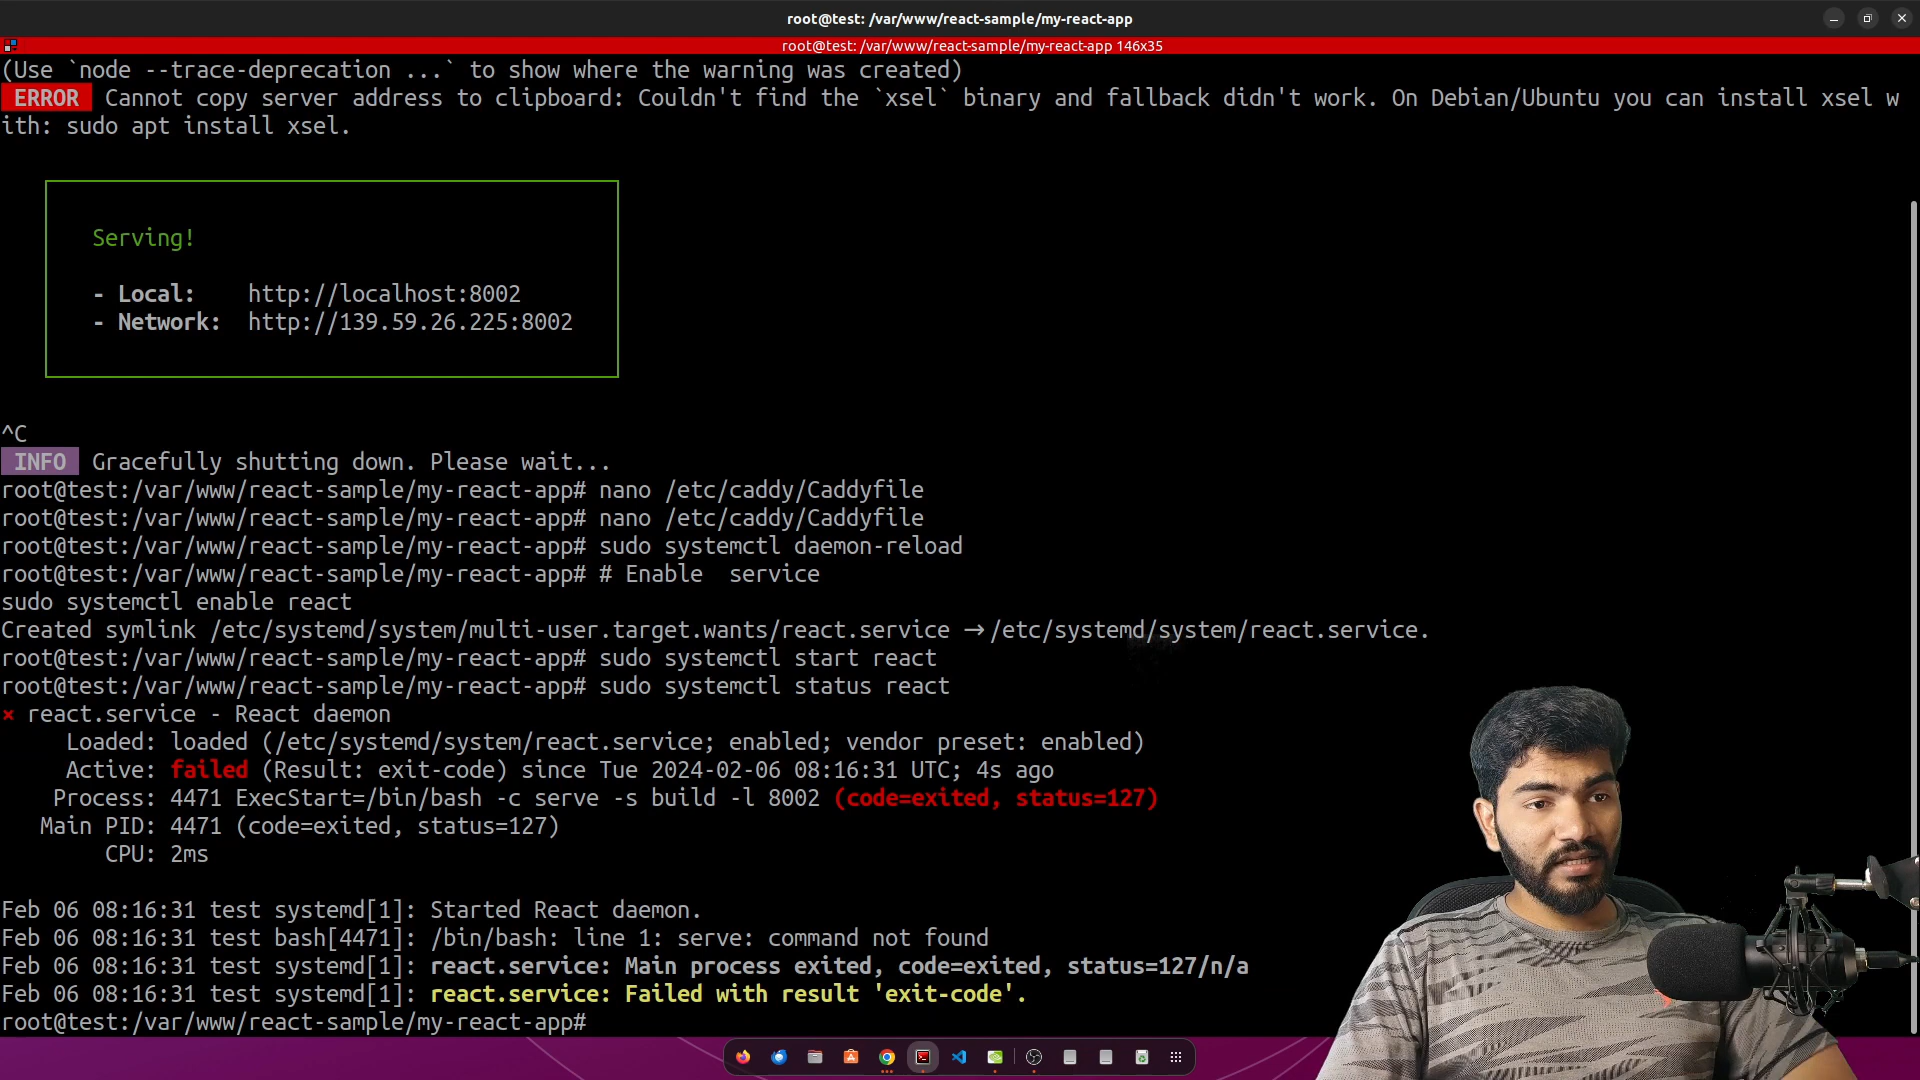 root@test: /var/www/react-sample/my-react-app
root@test: /var/www/react-sample/my-react-app 146x35
(Use `node --trace-deprecation ...` to show where the warning was created)
ERROR Cannot copy server address to clipboard: Couldn't find the `xsel` binary and fallback didn't work. On Debian/Ubuntu you can install xsel w
ith: sudo apt install xsel.
Serving!
- Local: http://localhost:8002
- Network: http://139.59.26.225:8002
^C
INFO Gracefully shutting down. Please wait...
root@test:/var/www/react-sample/my-react-app# nano /etc/caddy/Caddyfile
root@test:/var/www/react-sample/my-react-app# nano /etc/caddy/Caddyfile
root@test:/var/www/react-sample/my-react-app# sudo systemctl daemon-reload
root@test:/var/www/react-sample/my-react-app# # Enable  service
sudo systemctl enable react
Created symlink /etc/systemd/system/multi-user.target.wants/react.service → /etc/systemd/system/react.service.
root@test:/var/www/react-sample/my-react-app# sudo systemctl start react
root@test:/var/www/react-sample/my-react-app# sudo systemctl status react
× react.service - React daemon
Loaded: loaded (/etc/systemd/system/react.service; enabled; vendor preset: enabled)
Active: failed (Result: exit-code) since Tue 2024-02-06 08:16:31 UTC; 4s ago
Process: 4471 ExecStart=/bin/bash -c serve -s build -l 8002 (code=exited, status=127)
Main PID: 4471 (code=exited, status=127)
CPU: 2ms
Feb 06 08:16:31 test systemd[1]: Started React daemon.
Feb 06 08:16:31 test bash[4471]: /bin/bash: line 1: serve: command not found
Feb 06 08:16:31 test systemd[1]: react.service: Main process exited, code=exited, status=127/n/a
Feb 06 08:16:31 test systemd[1]: react.service: Failed with result 'exit-code'.
root@test:/var/www/react-sample/my-react-app#